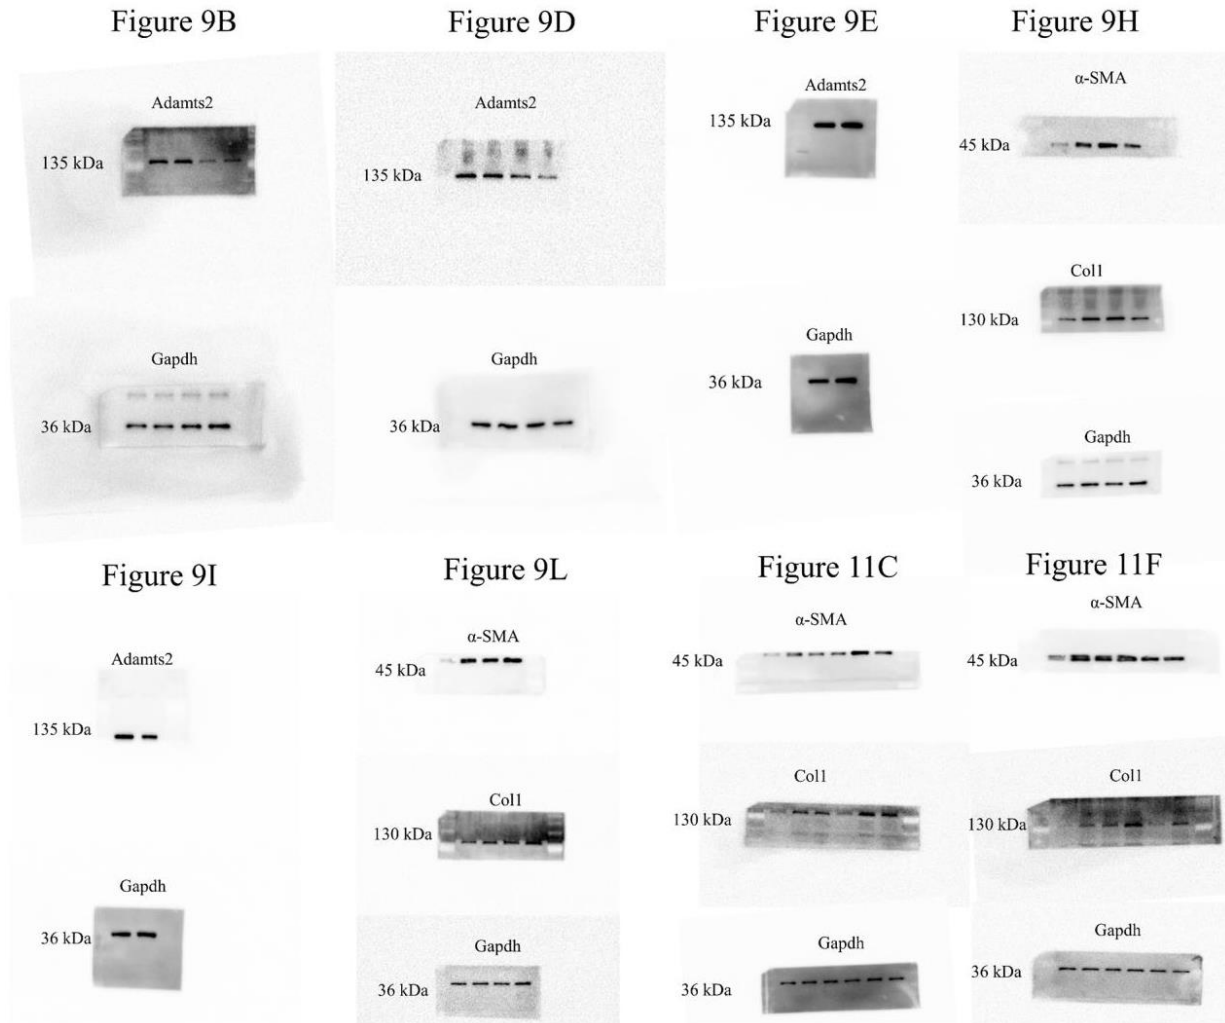 Figure 9B
Adamts2
135 kDa
Gapdh
36 kDa
Figure 9D
Adamts2
135 kDa
Gapdh
36 kDa
Figure 9E
Adamts2
135 kDa
Gapdh
36 kDa
Figure 9H
α-SMA
45 kDa
Col1
130 kDa
Gapdh
36 kDa
Figure 9I
Adamts2
135 kDa
Gapdh
36 kDa
Figure 9L
α-SMA
45 kDa
Col1
130 kDa
Gapdh
36 kDa
Figure 11C
α-SMA
45 kDa
Col1
130 kDa
Gapdh
36 kDa
Figure 11F
α-SMA
45 kDa
Col1
130 kDa
Gapdh
36 kDa